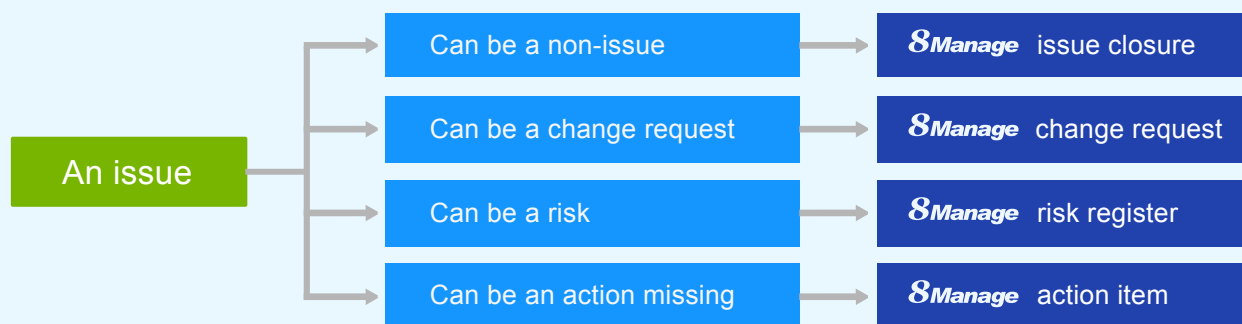 Can be a non-issue
8Manage issue closure
Can be a change request
8Manage change request
An issue
Can be a risk
8Manage risk register
Can be an action missing
8Manage action item